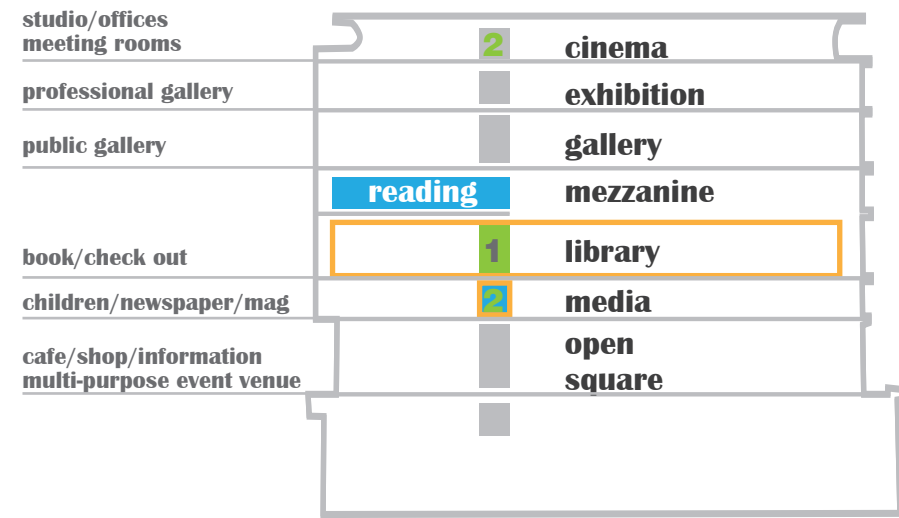 studio/offices
meeting rooms
2
cinema
professional gallery
exhibition
public gallery
gallery
reading
mezzanine
book/check out
1
library
children/newspaper/mag
2
media
cafe/shop/information
multi-purpose event venue
open
square